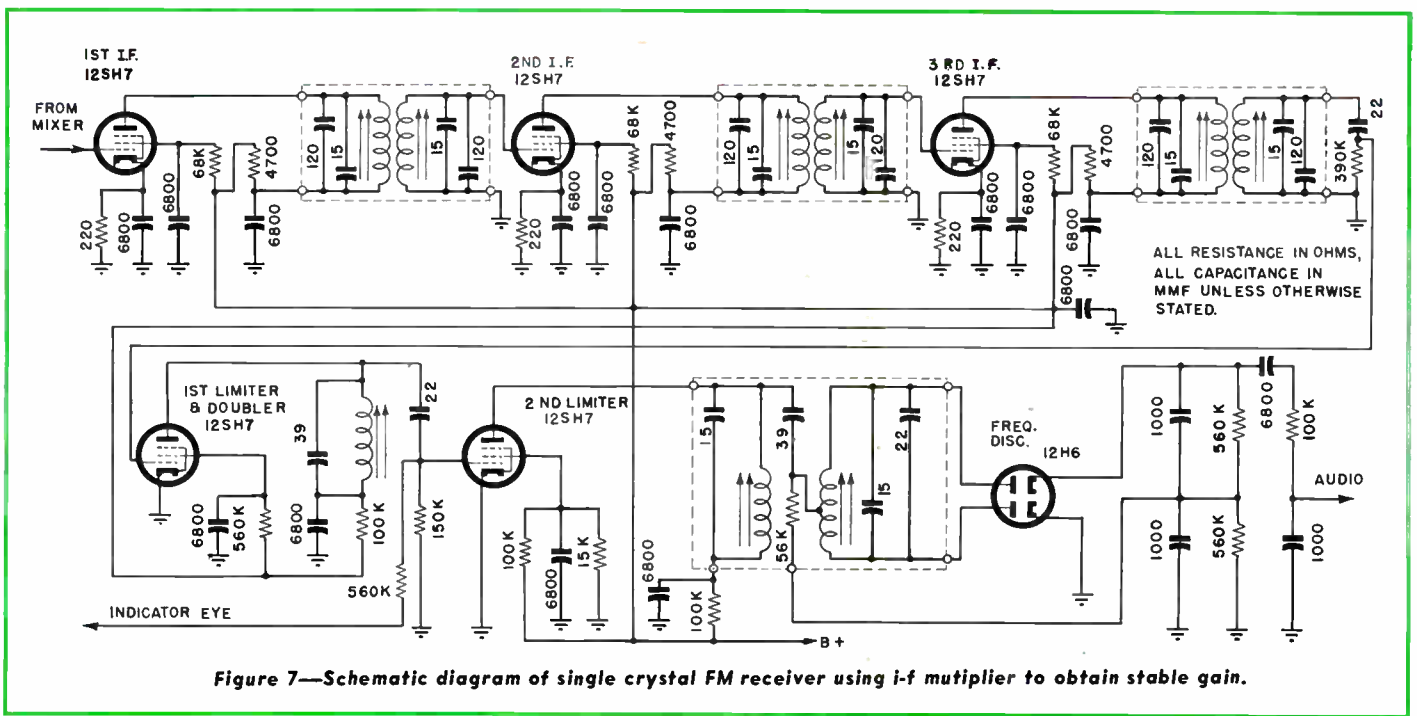 1ST I.F.
12SH7
FROM
MIXER
220
6800
6800
68K
4700
6800
120
15
15
120
2ND I.F.
12SH7
220
6800
6800
68K
4700
6800
120
15
15
120
3RD I.F.
12SH7
220
6800
6800
68K
4700
6800
6800
120
15
15
120
22
390K
ALL RESISTANCE IN OHMS,
ALL CAPACITANCE IN
MMF UNLESS OTHERWISE
STATED.
1ST LIMITER
& DOUBLER
12SH7
6800
560K
39
6800
100K
22
150K
560K
INDICATOR EYE
2ND LIMITER
12SH7
100K
6800
15K
6800
100K
B+
15
39
56K
15
22
FREQ.
DISC.
12H6
1000
1000
560K
560K
6800
100K
1000
AUDIO
Figure 7—Schematic diagram of single crystal FM receiver using i-f mutiplier to obtain stable gain.